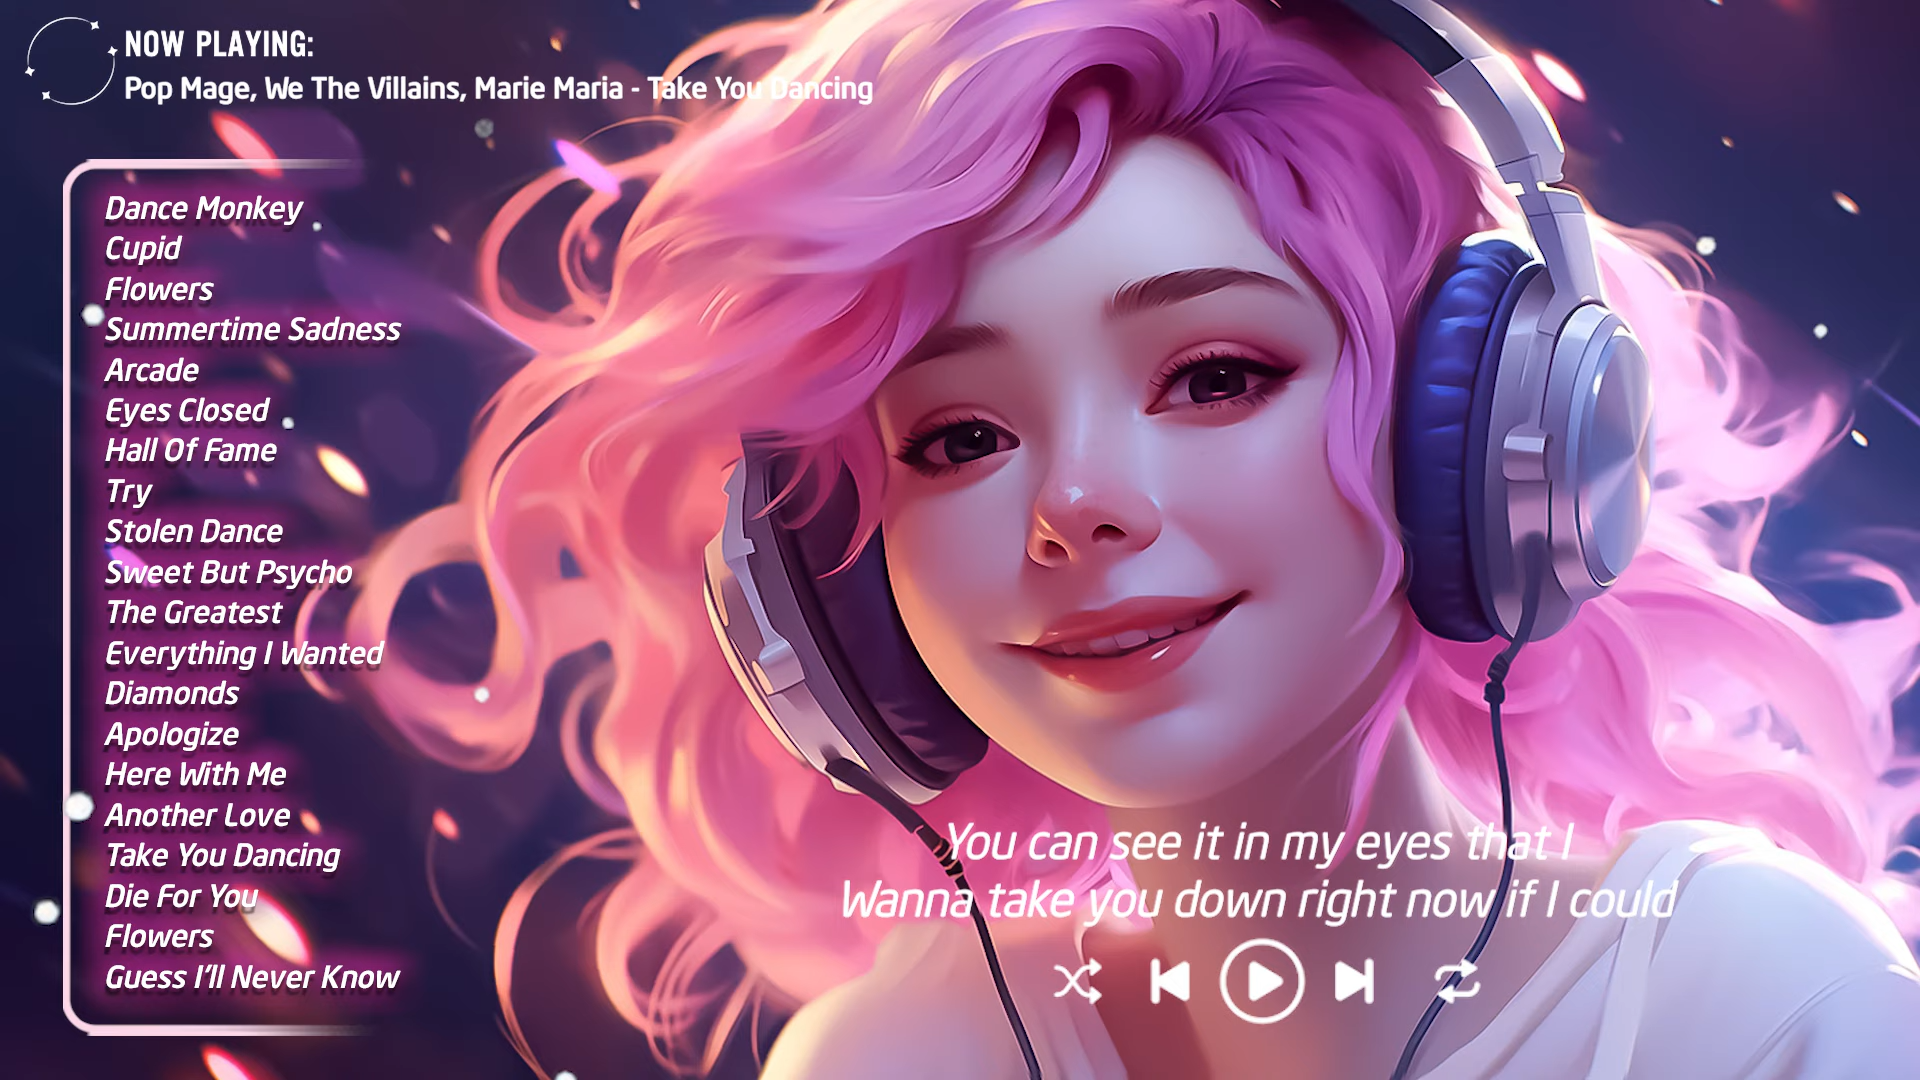 NOW PLAYING:
Pop Mage, We The Villains, Marie Maria - Take You Dancing
Dance Monkey
Cupid
Flowers
Summertime Sadness
Arcade
Eyes Closed
Hall Of Fame
Try
Stolen Dance
Sweet But Psycho
The Greatest
Everything I Wanted
Diamonds
Apologize
Here With Me
Another Love
Take You Dancing
Die For You
Flowers
Guess I'll Never Know
You can see it in my eyes that I
Wanna take you down right now if I could